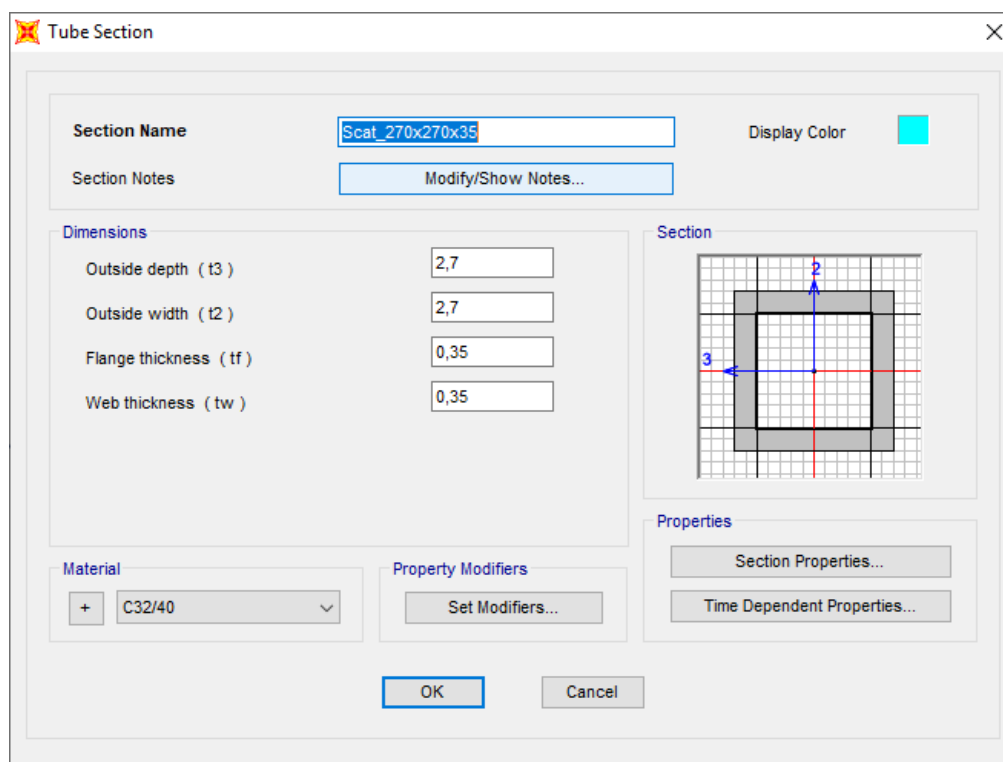 Tube Section
Section Name
Scat_270x270x35
Display Color
Section Notes
Modify/Show Notes...
Dimensions
Outside depth ( t3 )
2,7
Outside width ( t2 )
2,7
Flange thickness ( tf )
0,35
Web thickness ( tw )
0,35
Section
2
3
Properties
Section Properties...
Time Dependent Properties...
Material
+
C32/40
Property Modifiers
Set Modifiers...
OK
Cancel